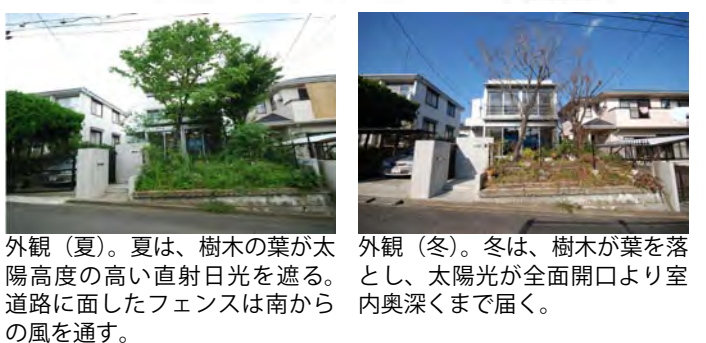 外観（夏）。夏は、樹木の葉が太
陽高度の高い直射日光を遮る。
道路に面したフェンスは南から
の風を通す。
外観（冬）。冬は、樹木が葉を落
とし、太陽光が全面開口より室
内奥深くまで届く。